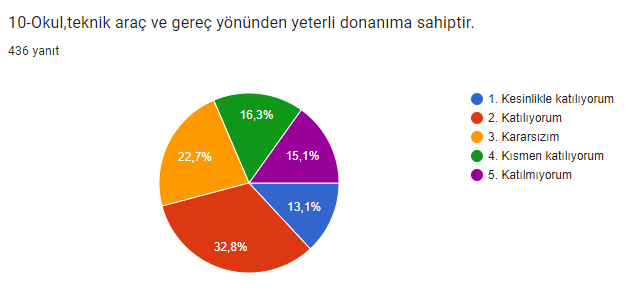 10-Okul,teknik araç ve gereç yönünden yeterli donanıma sahiptir.
436 yanıt
16,3%
22,7%
15,1%
13,1%
32,8%
1. Kesinlikle katılıyorum
2. Katılıyorum
3. Kararsızım
4. Kısmen katılıyorum
5. Katılmıyorum